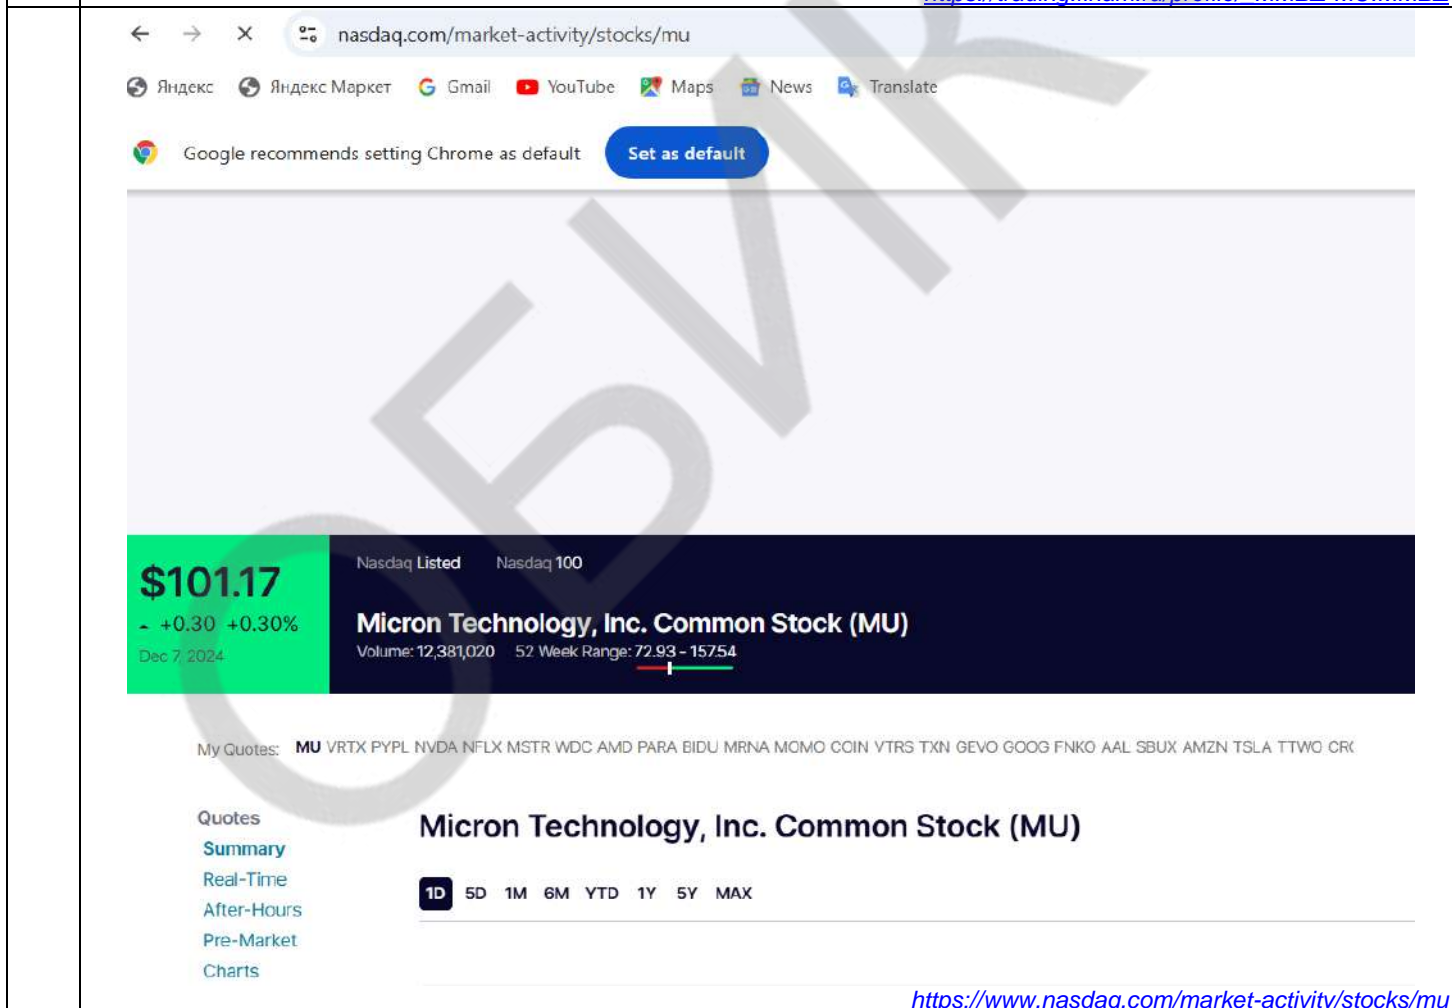 nasdaq.com/market-activity/stocks/mu
Яндекс Яндекс Маркет Gmail YouTube Maps News Translate
Google recommends setting Chrome as default Set as default
ОБИК
$101.17
+0.30 +0.30%
Dec 7, 2024
Nasdaq Listed Nasdaq 100
Micron Technology, Inc. Common Stock (MU)
Volume: 12,381,020 52 Week Range: 72.93 - 157.54
My Quotes: MU VRTX PYPL NVDA NFLX MSTR WDC AMD PARA BIDU MRNA MOMO COIN VTRS TXN GEVO GOOG FNKO AAL SBUX AMZN TSLA TTWO
Quotes
Summary
Real-Time
After-Hours
Pre-Market
Charts
Micron Technology, Inc. Common Stock (MU)
1D 5D 1M 6M YTD 1Y 5Y MAX
https://www.nasdaq.com/market-activity/stocks/mu